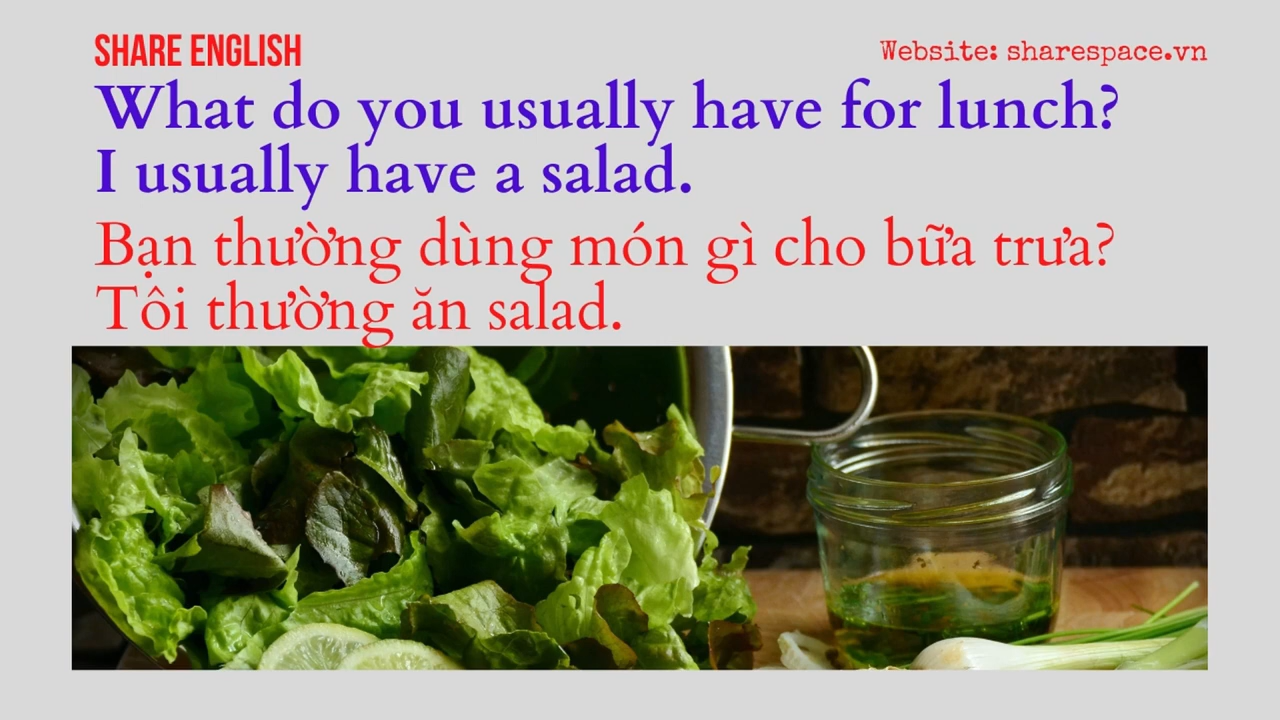 SHARE ENGLISH
Website: sharespace.vn
What do you usually have for lunch?
I usually have a salad.
Bạn thường dùng món gì cho bữa trưa?
Tôi thường ăn salad.